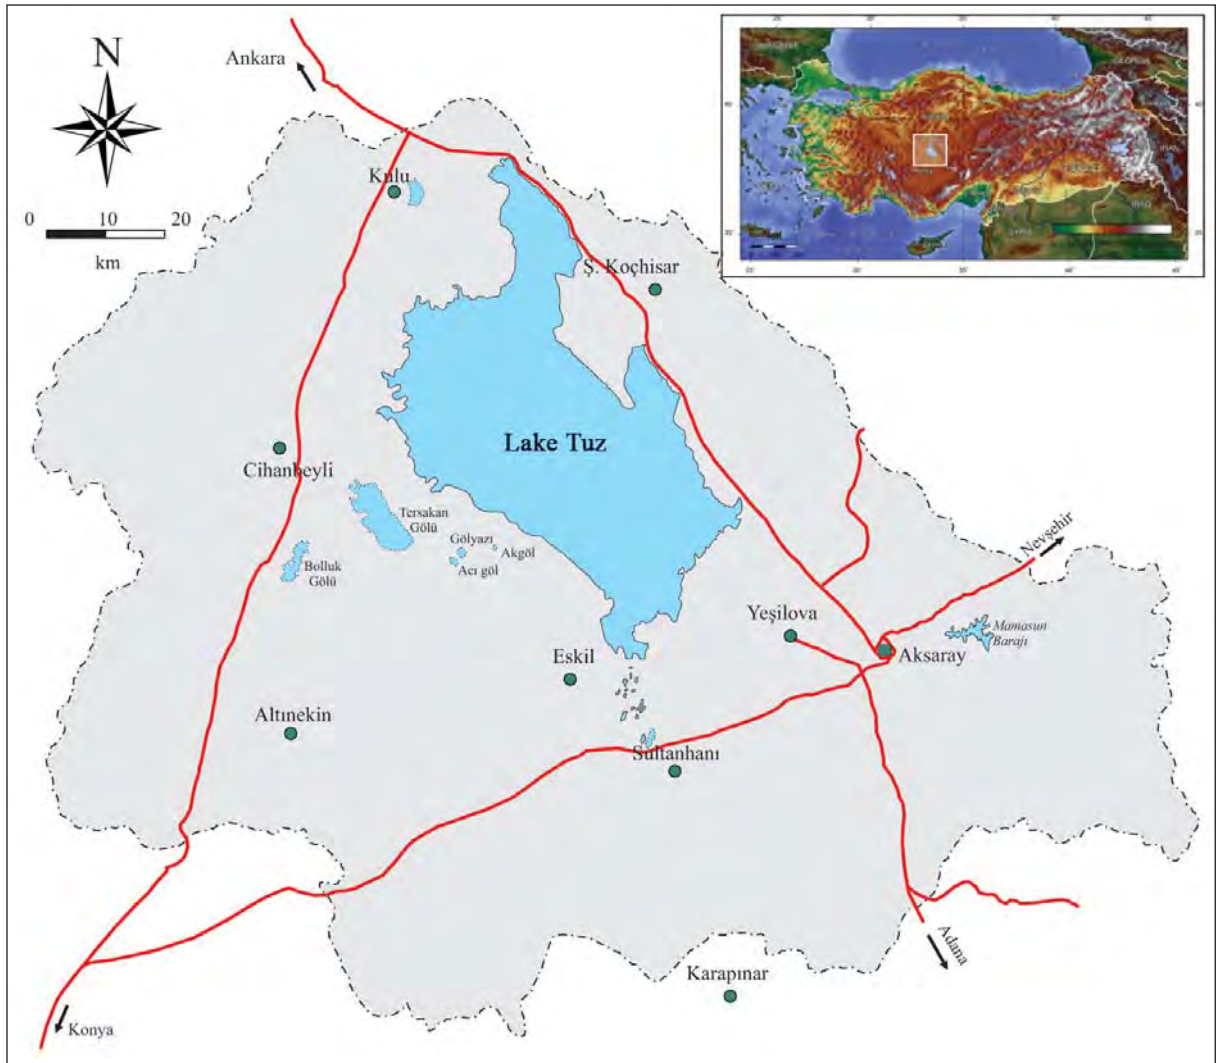 N
Ankara
Kulu
0 10 20
km
Ş. Koçhisar
Lake Tuz
Cihanbeyli
Tersakan
Gölü
Gölyazı
Akgöl
Acı göl
Bolluk
Gölü
Nevşehir
Yeşilova
Mamasun
Barajı
Aksaray
Eskil
Altınekin
Sultanhanı
Karapınar
Adana
Konya